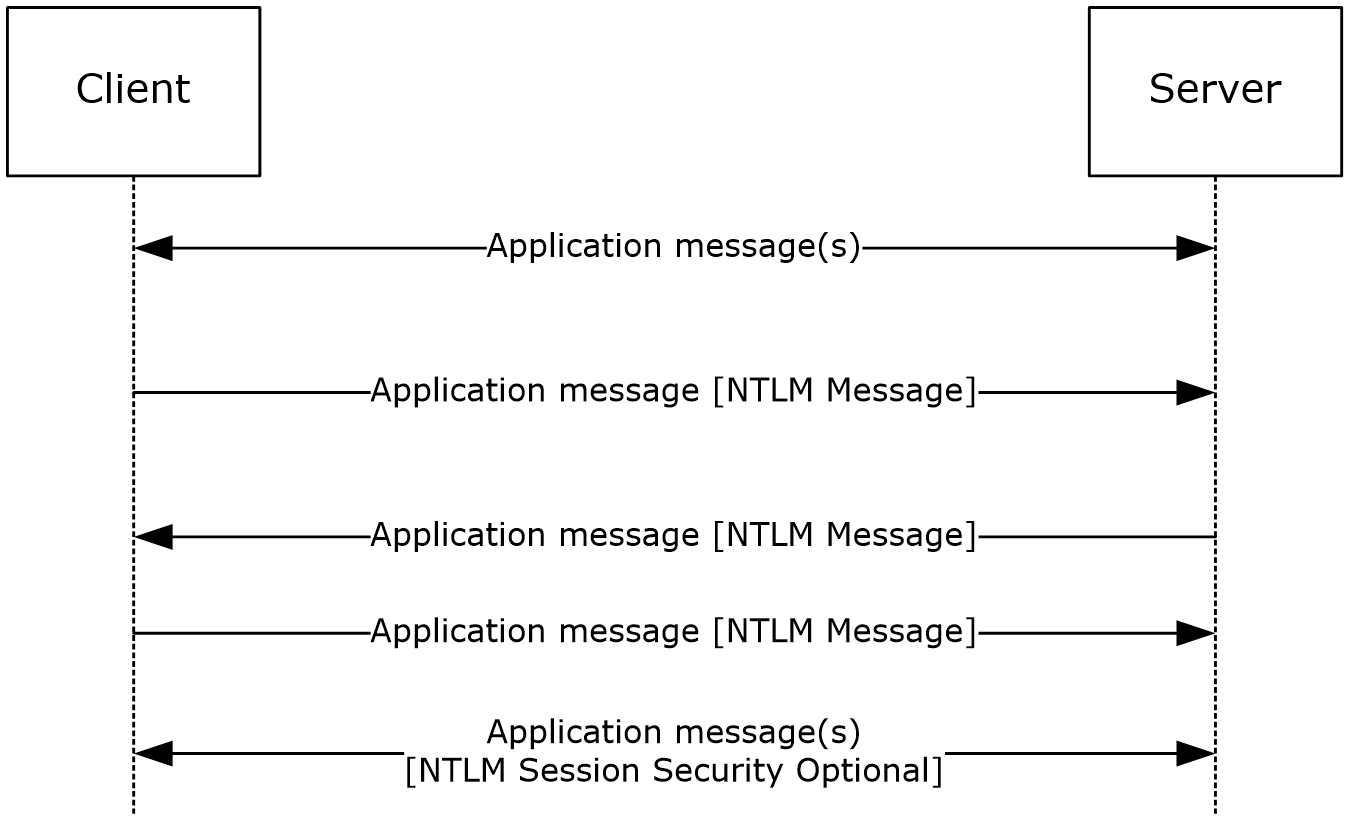 Client
Server
Application message(s)
Application message [NTLM Message]
Application message [NTLM Message]
Application message [NTLM Message]
Application message(s)
[NTLM Session Security Optional]